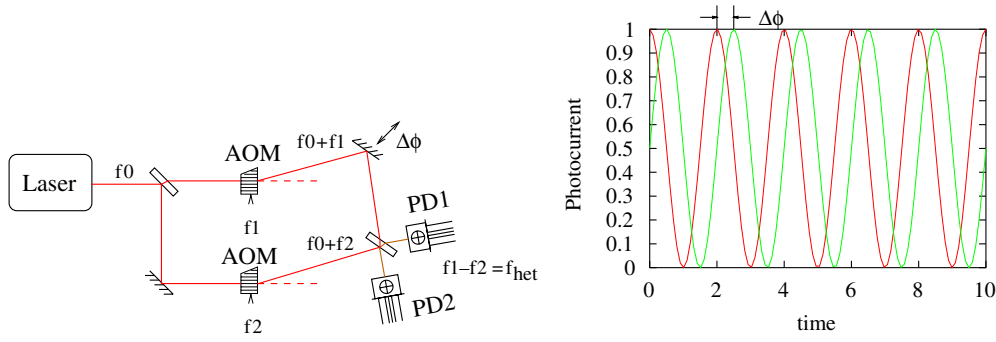 Laser
f0
AOM
f1
f0+f1
Δϕ
AOM
f2
f0+f2
PD1
f1–f2 = f_het
PD2
Δϕ
Photocurrent
1
0.9
0.8
0.7
0.6
0.5
0.4
0.3
0.2
0.1
0
0 2 4 6 8 10
time